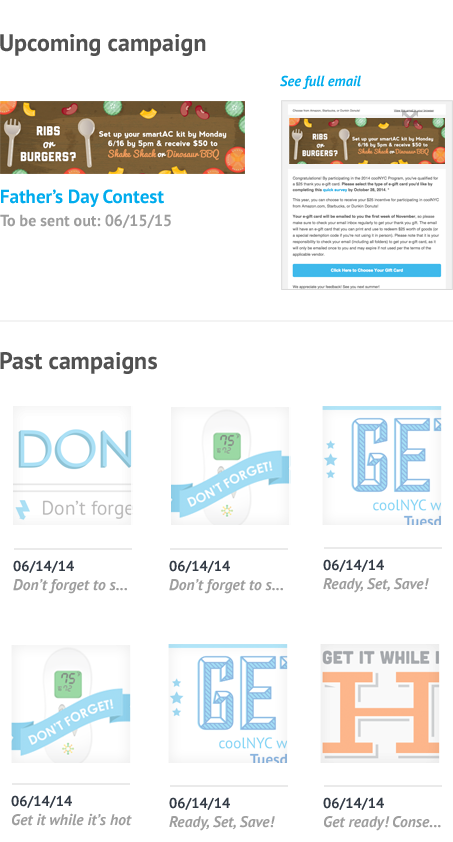 Upcoming campaign
See full email
RIBS
or
BURGERS?
Set up your smartAC kit by Monday
6/16 by 5pm & receive $50 to
Shake Shack or Dinosaur BBQ
Father's Day Contest
To be sent out: 06/15/15
Choose from Amazon, Starbucks, or Dunkin Donuts!
RIBS
or
BURGERS?
Set up your smartAC kit by Monday
6/16 by 5pm & receive $50 to
Shake Shack or Dinosaur BBQ
Congratulations! By participating in the 2014 coolNYC Program, you've qualified for
a $25 thank you e-gift card. Please select the type of e-gift card you'd like by
completing this quick survey by October 28, 2014. *
This year, you can choose to receive your $25 incentive for participating in coolNYC
from Amazon.com, Starbucks, or Dunkin Donuts!
Your e-gift card will be emailed to you the first week of November, so please
make sure to check your email inbox regularly to get your thank you gift. The email
will have an e-gift card that you can print and use to redeem $25 worth of goods (or
a special redemption code if you're not using it in person). Please note that it is your
responsibility to check your email (including all folders) to get your e-gift card, as it
will only be emailed once to you and may expire if not used per the terms of the
applicable vendor.
Click Here to Choose Your Gift Card
We appreciate your feedback! See you next summer!
Past campaigns
DON
Don't forge
75°
72
DON'T FORGET!
GET
coolNYC w
Tuesd
06/14/14
Don't forget to s...
06/14/14
Don't forget to s...
06/14/14
Ready, Set, Save!
75°
72
DON'T FORGET!
GET
coolNYC w
Tuesd
GET IT WHILE I
H
06/14/14
Get it while it's hot
06/14/14
Ready, Set, Save!
06/14/14
Get ready! Conse...